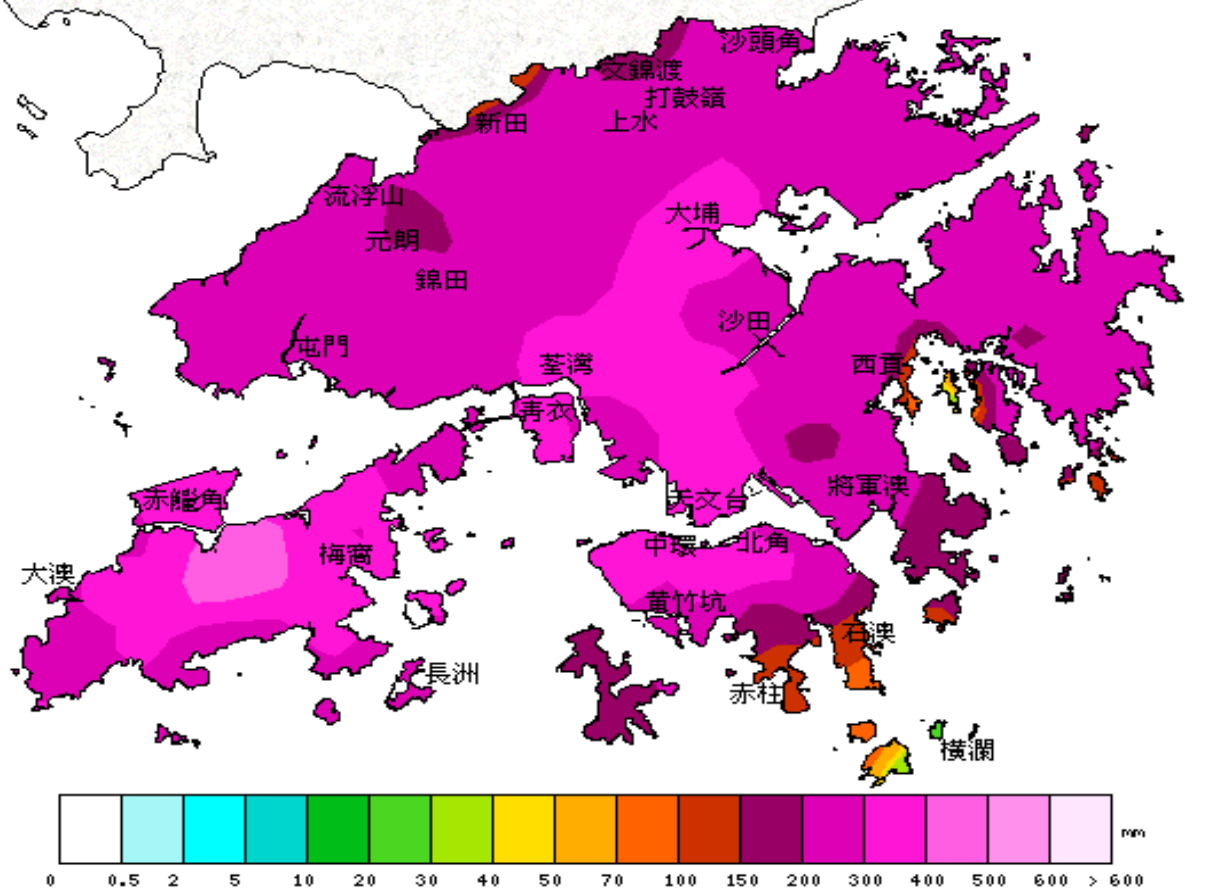 沙頭角
文錦渡
打鼓嶺
新田
上水
流浮山
大埔
元朗
錦田
沙田
屯門
荃灣
西貢
青衣
將軍澳
赤鱲角
天文台
中環
北角
梅窩
大澳
黃竹坑
石澳
長洲
赤柱
橫瀾
mm
0 0.5 2 5 10 20 30 40 50 70 100 150 200 300 400 500 600 > 600